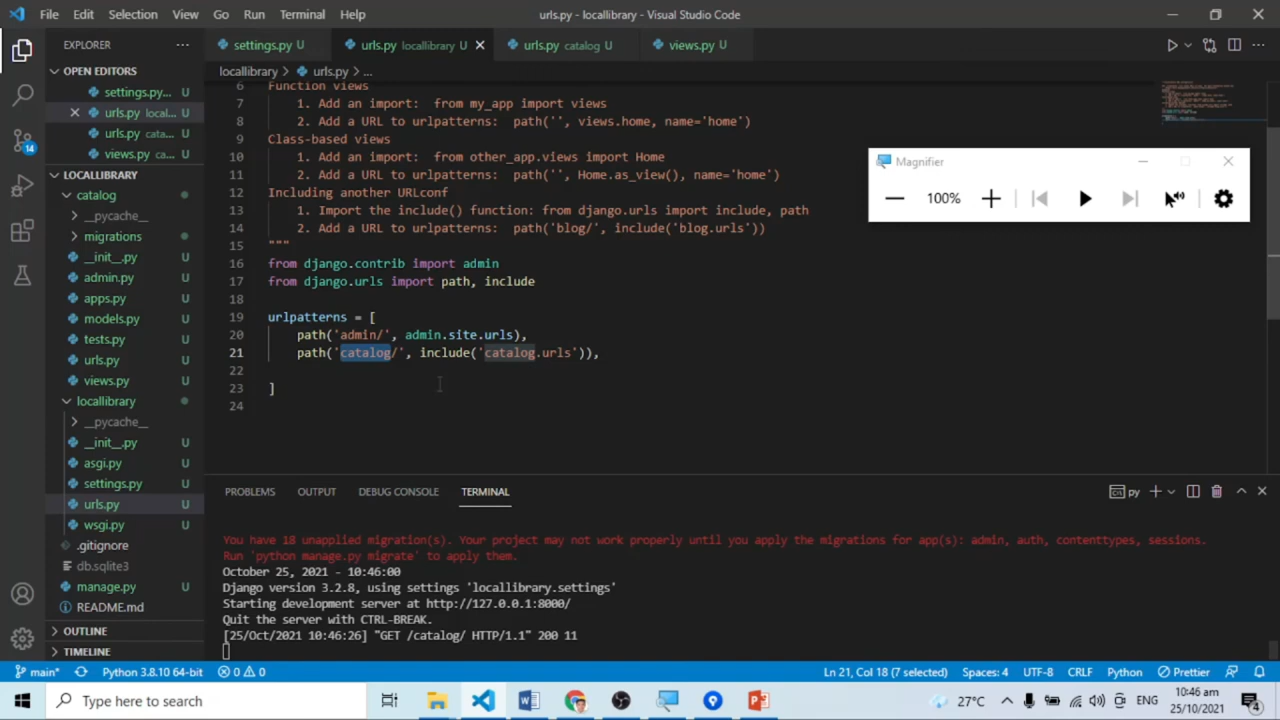 File Edit Selection View Go Run Terminal Help
urls.py - locallibrary - Visual Studio Code
EXPLORER
settings.py U
urls.py locallibrary U
urls.py catalog U
views.py U
OPEN EDITORS
settings.py... U
urls.py local... U
urls.py cata... U
views.py ca... U
LOCALLIBRARY
catalog
__pycache__
migrations
__init__.py U
admin.py U
apps.py U
models.py U
tests.py U
urls.py U
views.py U
locallibrary
__pycache__
__init__.py U
asgi.py U
settings.py U
urls.py U
wsgi.py U
.gitignore
db.sqlite3
manage.py U
README.md
OUTLINE
TIMELINE
14
locallibrary > urls.py > ...
6 Function views
7 1. Add an import: from my_app import views
8 2. Add a URL to urlpatterns: path('', views.home, name='home')
9 Class-based views
10 1. Add an import: from other_app.views import Home
11 2. Add a URL to urlpatterns: path('', Home.as_view(), name='home')
12 Including another URLconf
13 1. Import the include() function: from django.urls import include, path
14 2. Add a URL to urlpatterns: path('blog/', include('blog.urls'))
15 """
16 from django.contrib import admin
17 from django.urls import path, include
18
19 urlpatterns = [
20 path('admin/', admin.site.urls),
21 path('catalog/', include('catalog.urls')),
22
23 ]
24
Magnifier
100%
PROBLEMS OUTPUT DEBUG CONSOLE TERMINAL
py
You have 18 unapplied migration(s). Your project may not work properly until you apply the migrations for app(s): admin, auth, contenttypes, sessions.
Run 'python manage.py migrate' to apply them.
October 25, 2021 - 10:46:00
Django version 3.2.8, using settings 'locallibrary.settings'
Starting development server at http://127.0.0.1:8000/
Quit the server with CTRL-BREAK.
[25/Oct/2021 10:46:26] "GET /catalog/ HTTP/1.1" 200 11
main* Python 3.8.10 64-bit 0 0
Ln 21, Col 18 (7 selected) Spaces: 4 UTF-8 CRLF Python Prettier
Type here to search
27°C ENG
10:46 am
25/10/2021
4